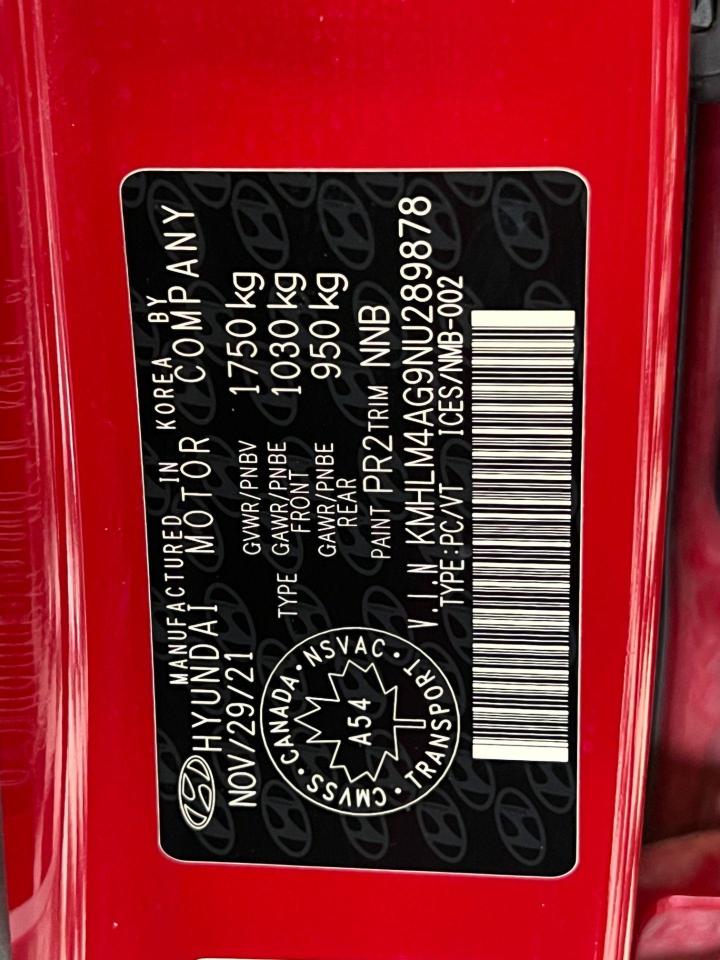 MANUFACTURED IN KOREA BY
HYUNDAI MOTOR COMPANY
NOV/29/21
GVWR/PNBV 1750 kg
TYPE GAWR/PNBE FRONT 1030 kg
GAWR/PNBE REAR 950 kg
PAINT PR2 TRIM NNB
CANADA · NSVAC · TRANSPORT · CMVSS ·
A54
V.I.N KMHLM4AG9NU289878
TYPE:PC/VT ICES/NMB-002